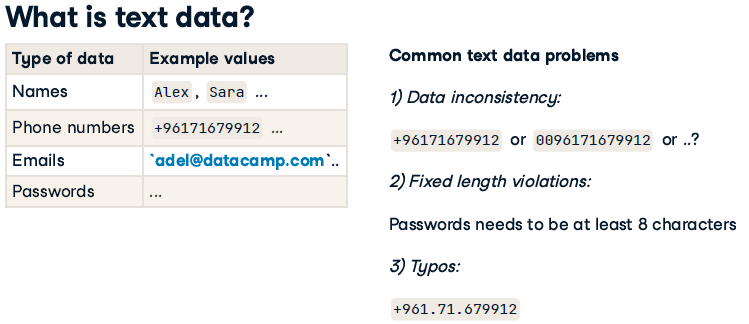 What is text data?
Type of data Example values
Names Alex, Sara ...
Phone numbers +96171679912 ...
Emails `adel@datacamp.com`..
Passwords ...
Common text data problems
1) Data inconsistency:
+96171679912 or 0096171679912 or ..?
2) Fixed length violations:
Passwords needs to be at least 8 characters
3) Typos:
+961.71.679912